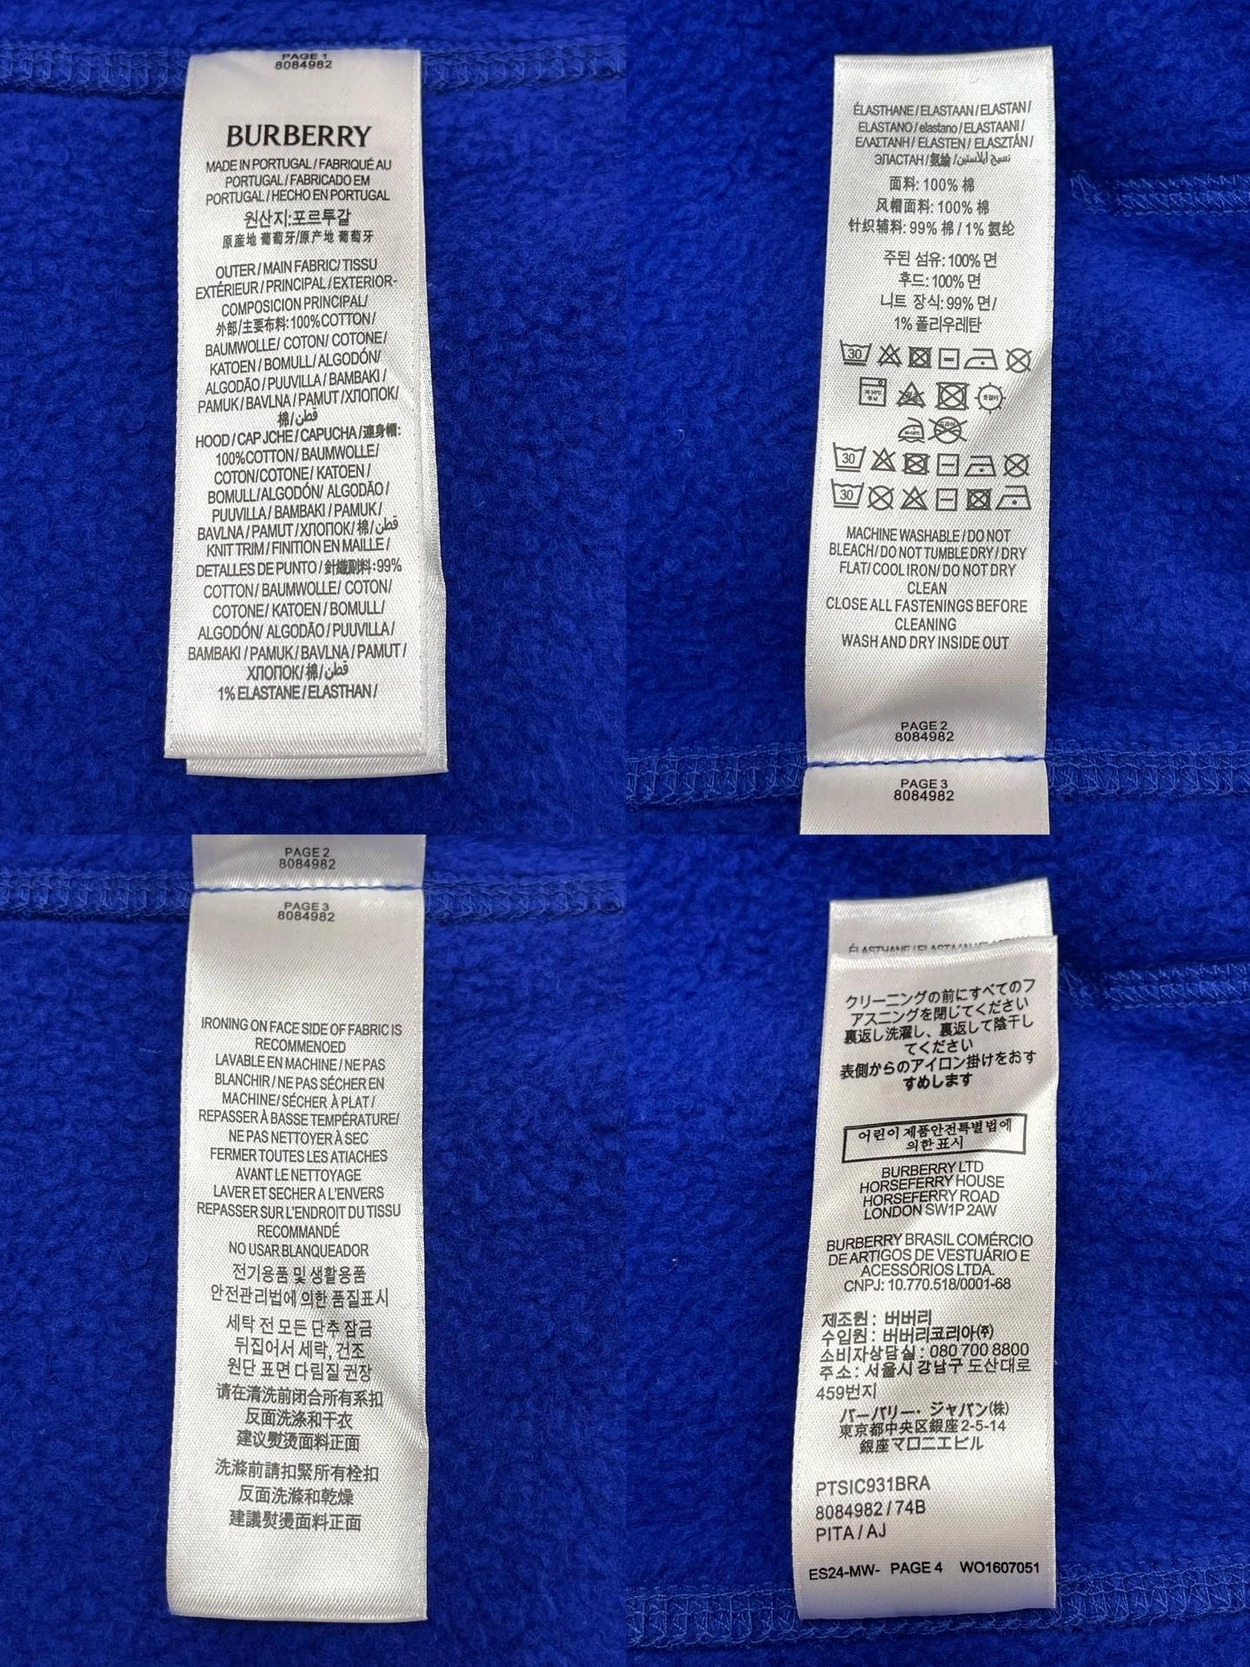 PAGE 1
8084982
BURBERRY
MADE IN PORTUGAL / FABRIQUÉ AU
PORTUGAL / FABRICADO EM
PORTUGAL / HECHO EN PORTUGAL
원산지:포르투갈
原産地 葡萄牙/原产地 葡萄牙
OUTER / MAIN FABRIC/ TISSU
EXTÉRIEUR / PRINCIPAL / EXTERIOR-
COMPOSICION PRINCIPAL/
外部/主要布料:100%COTTON /
BAUMWOLLE/ COTON/ COTONE/
KATOEN / BOMULL/ ALGODÓN/
ALGODÃO / PUUVILLA / BAMBAKI /
PAMUK / BAVLNA / PAMUT /ХЛОПОК/
棉/قطن
HOOD / CAP JCHE / CAPUCHA /連身帽:
100%COTTON / BAUMWOLLE/
COTON/COTONE / KATOEN /
BOMULL/ALGODÓN/ ALGODÃO /
PUUVILLA / BAMBAKI / PAMUK /
BAVLNA / PAMUT /ХЛОПОК/ 棉/قطن
KNIT TRIM / FINITION EN MAILLE /
DETALLES DE PUNTO / 針織副料:99%
COTTON / BAUMWOLLE/ COTON/
COTONE/ KATOEN / BOMULL/
ALGODÓN/ ALGODÃO / PUUVILLA /
BAMBAKI / PAMUK / BAVLNA / PAMUT /
ХЛОПОК/ 棉/قطن
1% ELASTANE / ELASTHAN /
ÉLASTHANE / ELASTAAN / ELASTAN /
ELASTANO / elastano / ELASTAANI /
ΕΛΑΣΤΑΝΗ / ELASTEN / ELASZTÁN /
ЭЛАСТАН / 氨綸 / نسيج ايلاستين
面料: 100% 棉
风帽面料: 100% 棉
针织辅料: 99% 棉 / 1% 氨纶
주된 섬유: 100% 면
후드: 100% 면
니트 장식: 99% 면/
1% 폴리우레탄
30
30
30
MACHINE WASHABLE / DO NOT
BLEACH / DO NOT TUMBLE DRY / DRY
FLAT/ COOL IRON/ DO NOT DRY
CLEAN
CLOSE ALL FASTENINGS BEFORE
CLEANING
WASH AND DRY INSIDE OUT
PAGE 2
8084982
PAGE 3
8084982
PAGE 2
8084982
PAGE 3
8084982
IRONING ON FACE SIDE OF FABRIC IS
RECOMMENOED
LAVABLE EN MACHINE / NE PAS
BLANCHIR / NE PAS SÉCHER EN
MACHINE/ SÉCHER À PLAT /
REPASSER À BASSE TEMPÉRATURE/
NE PAS NETTOYER À SEC
FERMER TOUTES LES ATIACHES
AVANT LE NETTOYAGE
LAVER ET SECHER A L'ENVERS
REPASSER SUR L'ENDROIT DU TISSU
RECOMMANDÉ
NO USAR BLANQUEADOR
전기용품 및 생활용품
안전관리법에 의한 품질표시
세탁 전 모든 단추 잠금
뒤집어서 세락, 건조
원단 표면 다림질 권장
请在清洗前闭合所有系扣
反面洗涤和干衣
建议熨烫面料正面
洗滌前請扣緊所有栓扣
反面洗滌和乾燥
建議熨燙面料正面
ÉLASTHANE / ELASTAAN
クリーニングの前にすべてのフ
アスニングを閉じてください
裏返し洗濯し、裏返して陰干し
てください
表側からのアイロン掛けをおす
すめします
어린이제품안전특별법에
의한표시
BURBERRY LTD
HORSEFERRY HOUSE
HORSEFERRY ROAD
LONDON SW1P 2AW
BURBERRY BRASIL COMÉRCIO
DE ARTIGOS DE VESTUÁRIO E
ACESSÓRIOS LTDA.
CNPJ: 10.770.518/0001-68
제조원 : 버버리
수입원 : 버버리코리아㈜
소비자상담실 : 080 700 8800
주소 : 서울시 강남구 도산대로
459번지
バーバリー・ジャパン(株)
東京都中央区銀座 2-5-14
銀座マロニエビル
PTSIC931BRA
8084982 / 74B
PITA / AJ
ES24-MW- PAGE 4 WO1607051